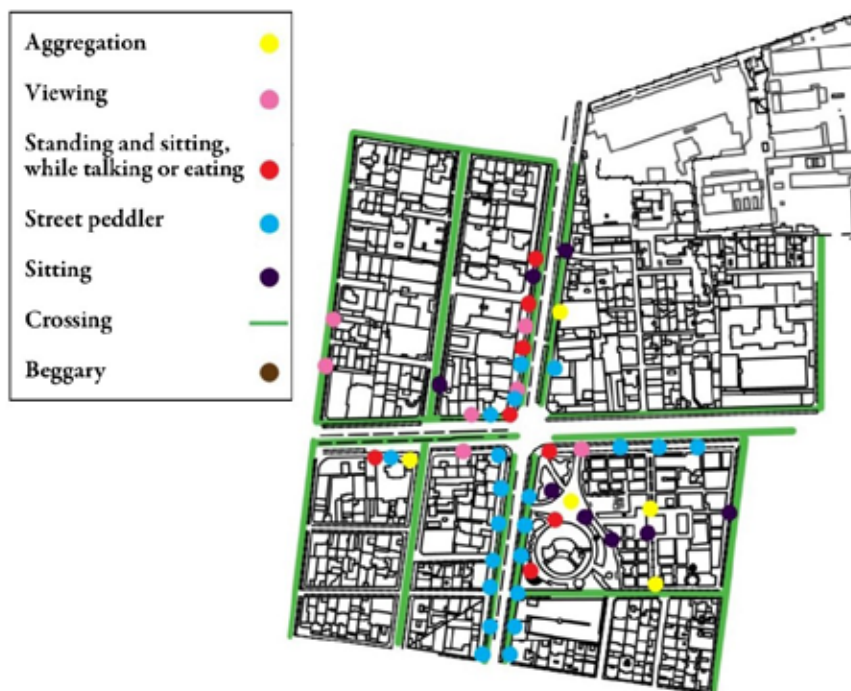 Aggregation
Viewing
Standing and sitting,
while talking or eating
Street peddler
Sitting
Crossing
Beggary